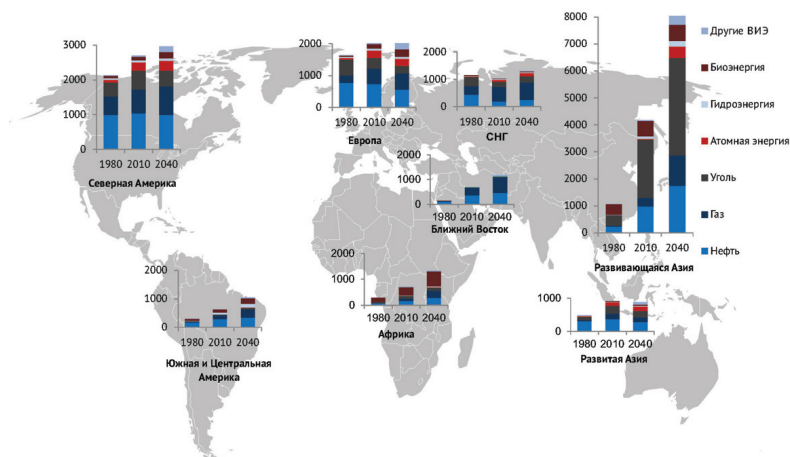 3000
2000
1000
0
1980 2010 2040
Северная Америка
2000
1000
0
1980 2010 2040
Европа
2000
1000
0
1980 2010 2040
СНГ
2000
1000
0
1980 2010 2040
Ближний Восток
2000
1000
0
1980 2010 2040
Африка
2000
1000
0
1980 2010 2040
Южная и Центральная
Америка
8000
7000
6000
5000
4000
3000
2000
1000
0
1980 2010 2040
Развивающаяся Азия
1000
0
1980 2010 2040
Развитая Азия
Другие ВИЭ
Биоэнергия
Гидроэнергия
Атомная энергия
Уголь
Газ
Нефть